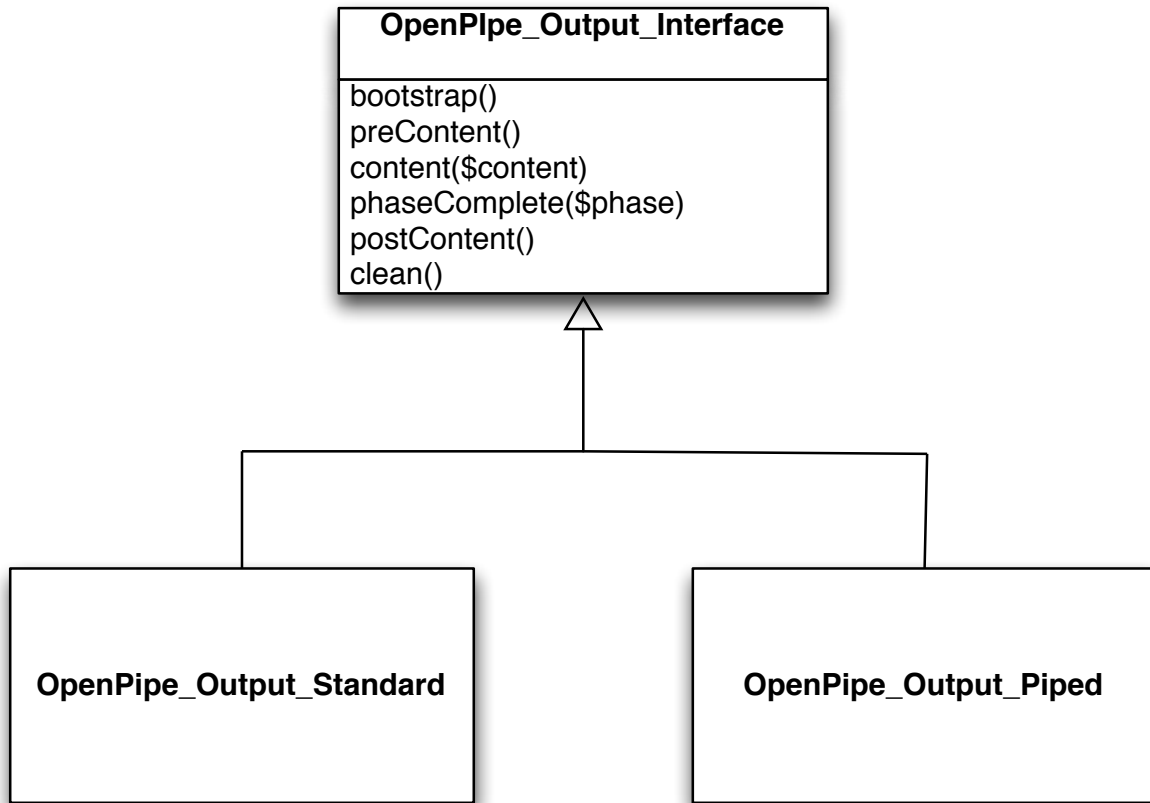 OpenPIpe_Output_Interface
bootstrap()
preContent()
content($content)
phaseComplete($phase)
postContent()
clean()
OpenPipe_Output_Standard
OpenPipe_Output_Piped